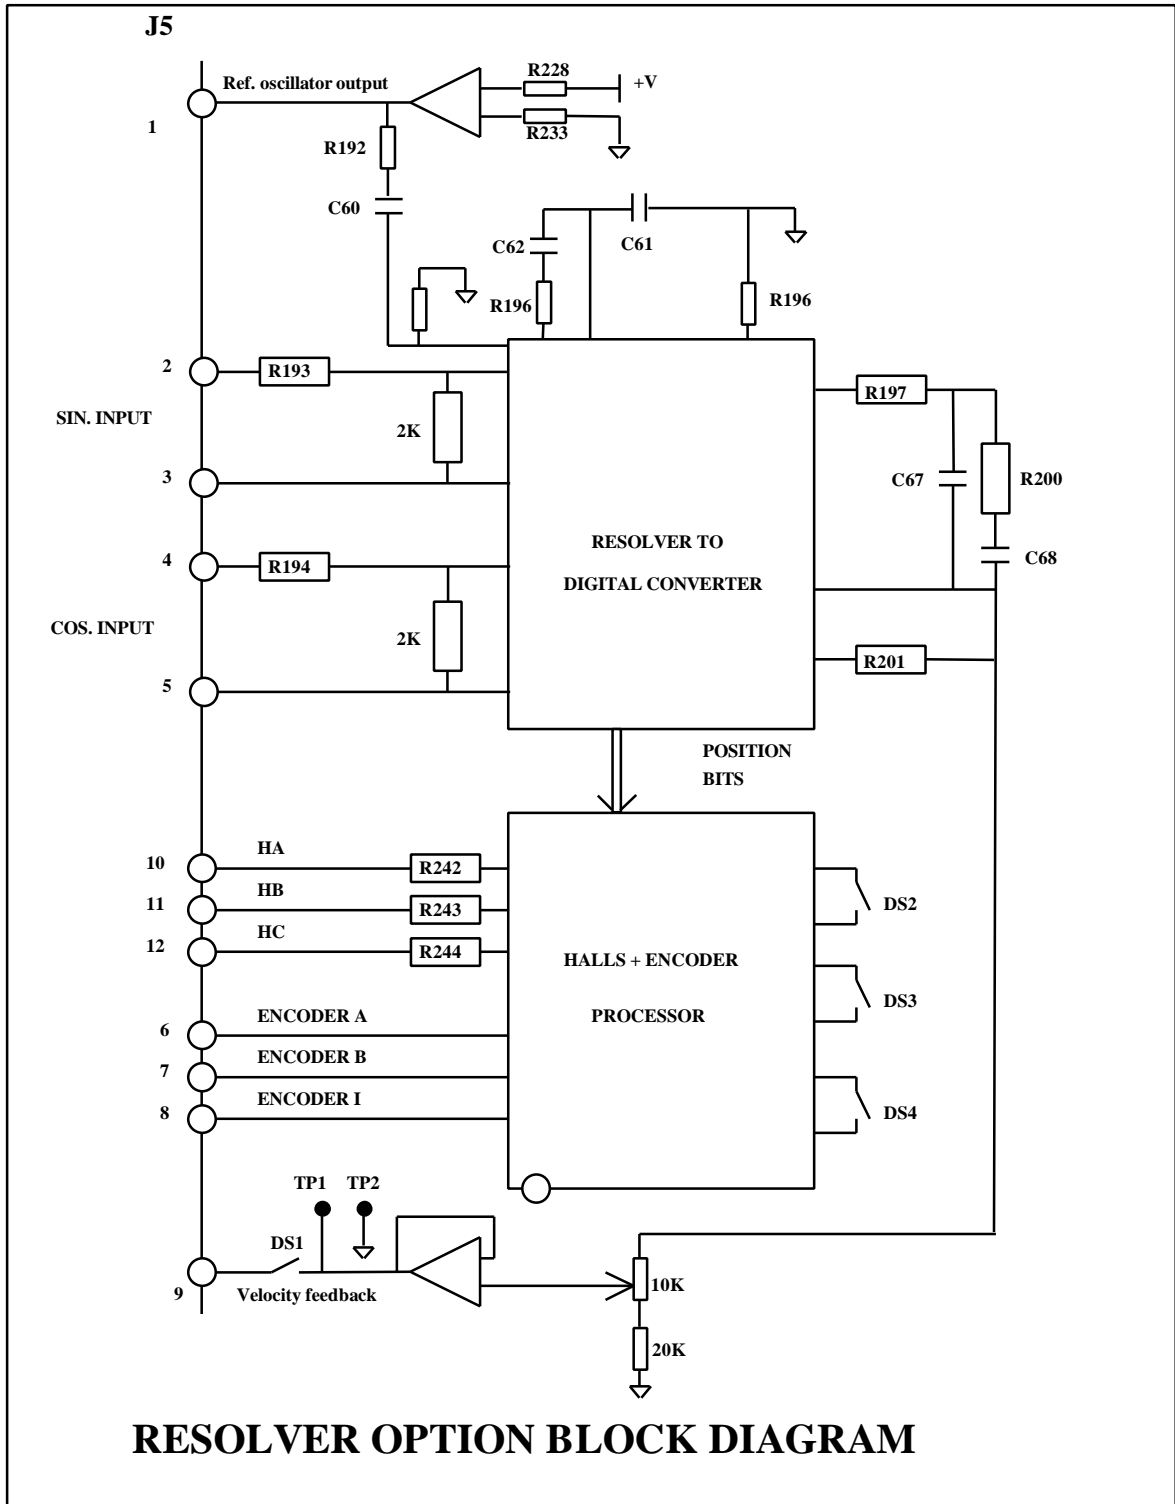 J5
Ref. oscillator output
R228
+V
1
R233
R192
C60
C62
C61
R196
R196
2
R193
R197
SIN. INPUT
2K
3
C67
R200
4
R194
RESOLVER TO
DIGITAL CONVERTER
C68
COS. INPUT
2K
R201
5
POSITION
BITS
10
HA
R242
11
HB
R243
DS2
12
HC
R244
HALLS + ENCODER
PROCESSOR
DS3
6
ENCODER A
7
ENCODER B
8
ENCODER I
DS4
TP1
TP2
DS1
9
Velocity feedback
10K
20K
RESOLVER OPTION BLOCK DIAGRAM